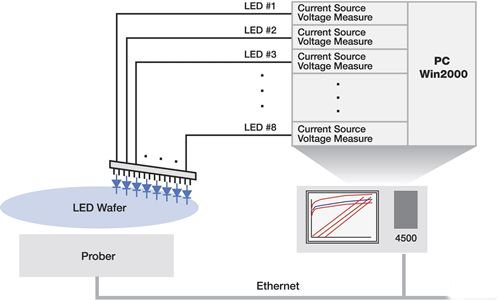 LED #1
Current Source
Voltage Measure
LED #2
Current Source
Voltage Measure
LED #3
Current Source
Voltage Measure
PC
Win2000
LED #8
Current Source
Voltage Measure
LED Wafer
Prober
4500
Ethernet